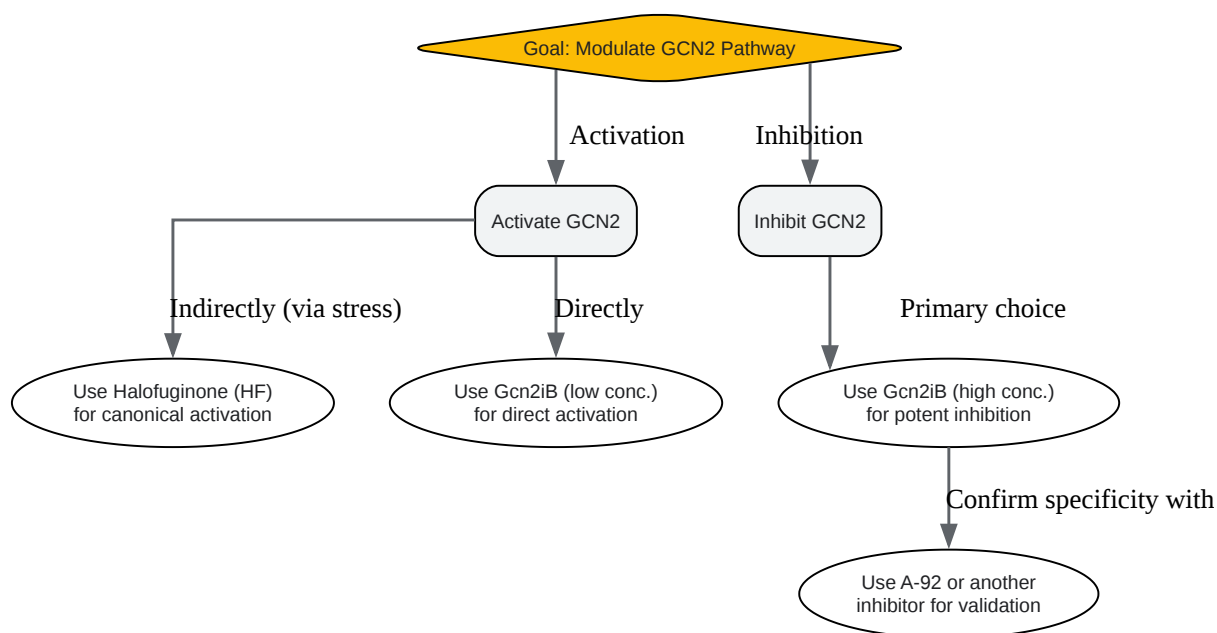 Goal: Modulate GCN2 Pathway
Activation
Inhibition
Activate GCN2
Inhibit GCN2
Indirectly (via stress)
Directly
Primary choice
Use Halofuginone (HF)
for canonical activation
Use Gcn2iB (low conc.)
for direct activation
Use Gcn2iB (high conc.)
for potent inhibition
Confirm specificity with
Use A-92 or another
inhibitor for validation